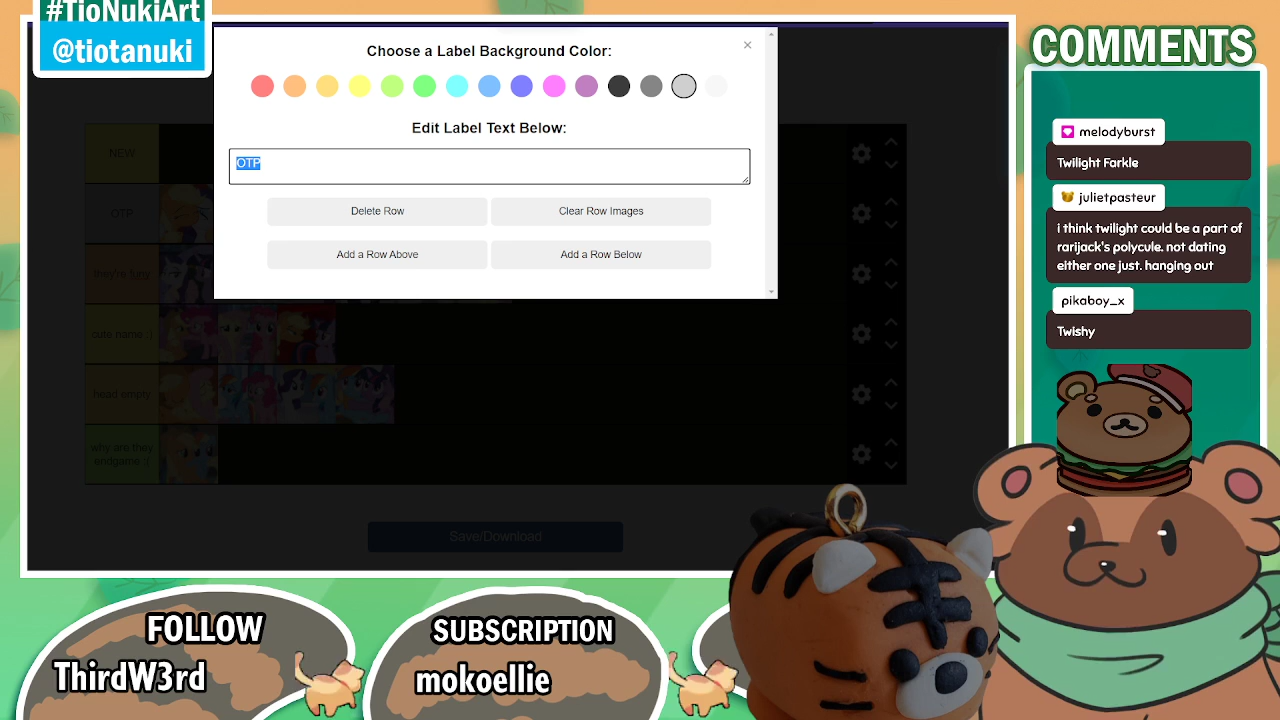 #TioNukiArt
@tiotanuki
Choose a Label Background Color:
×
Edit Label Text Below:
OTP
Delete Row
Clear Row Images
Add a Row Above
Add a Row Below
NEW
OTP
they're fungy
cute name :|
head empty
why are they
endgame :/
Save/Download
COMMENTS
melodyburst
Twilight Farkle
julietpasteur
i think twilight could be a part of
rarijack's polycule. not dating
either one just. hanging out
pikaboy_x
Twishy
FOLLOW
ThirdW3rd
SUBSCRIPTION
mokoellie